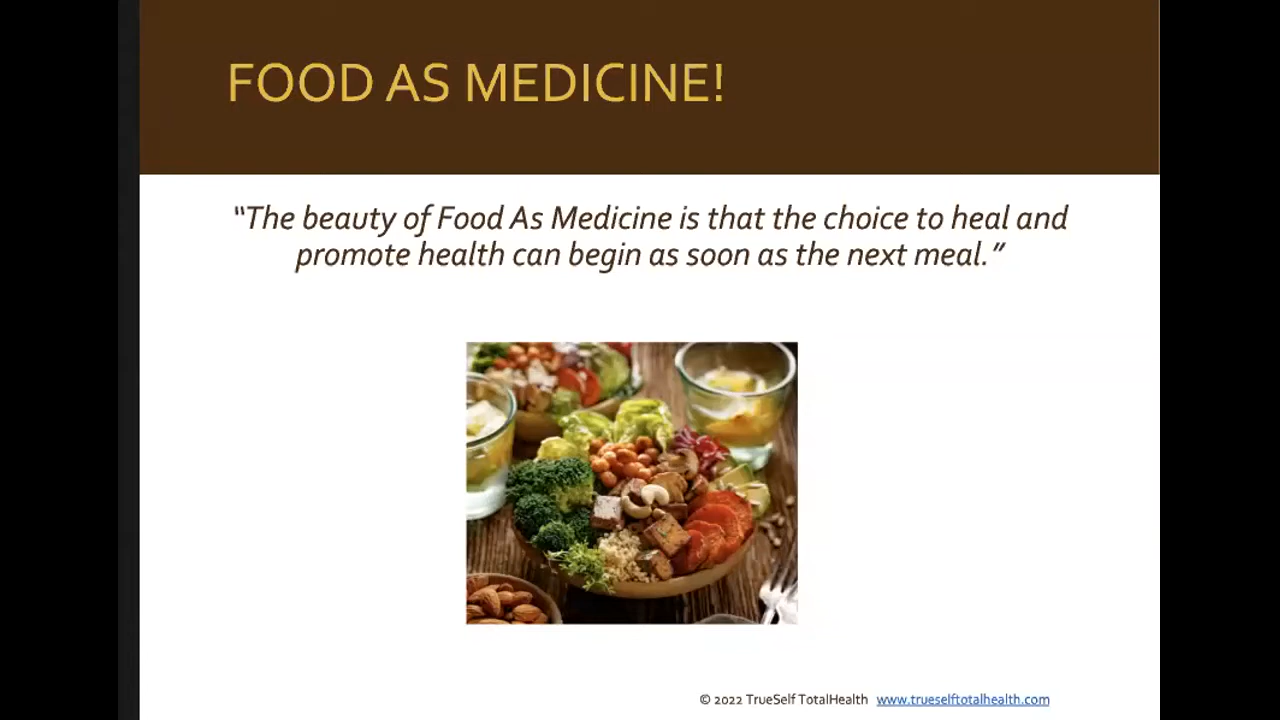 FOOD AS MEDICINE!
“The beauty of Food As Medicine is that the choice to heal and
promote health can begin as soon as the next meal.”
© 2022 TrueSelf TotalHealth www.trueselftotalhealth.com